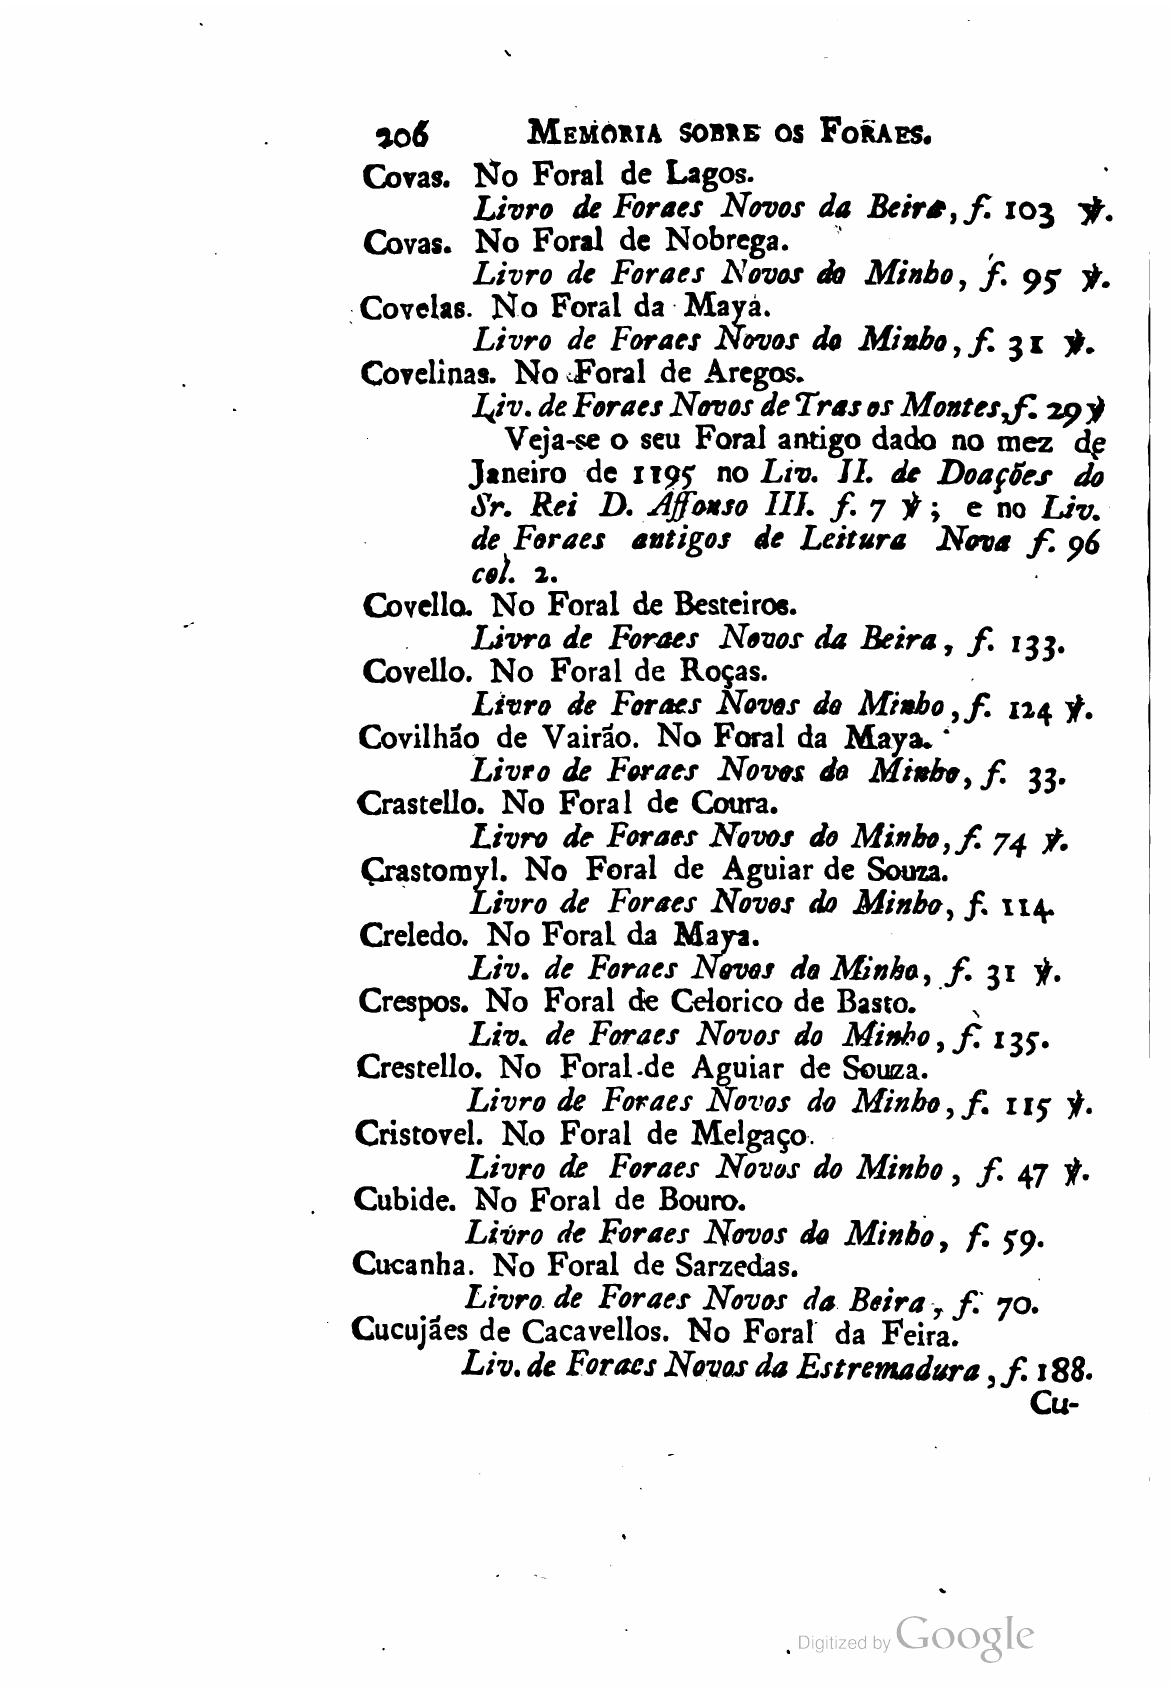 206 MEMORIA SOBRE OS FORAES.
Covas. No Foral de Lagos.
Livro de Foraes Novos da Beira, f. 103 ℣.
Covas. No Foral de Nobrega.
Livro de Foraes Novos do Minho, f. 95 ℣.
Covelas. No Foral da Maya.
Livro de Foraes Novos do Minho, f. 31 ℣.
Covelinas. No Foral de Aregos.
Liv. de Foraes Novos de Tras os Montes, f. 29 ℣
Veja-se o seu Foral antigo dado no mez de
Janeiro de 1195 no Liv. II. de Doações do
Sr. Rei D. Affonso III. f. 7 ℣; e no Liv.
de Foraes antigos de Leitura Nova f. 96
col. 2.
Covello. No Foral de Besteiros.
Livro de Foraes Novos da Beira, f. 133.
Covello. No Foral de Roças.
Livro de Foraes Novos do Minho, f. 124 ℣.
Covilhão de Vairão. No Foral da Maya.
Livro de Foraes Novos do Minho, f. 33.
Crastello. No Foral de Coura.
Livro de Foraes Novos do Minho, f. 74 ℣.
Crastomyl. No Foral de Aguiar de Souza.
Livro de Foraes Novos do Minho, f. 114.
Creledo. No Foral da Maya.
Liv. de Foraes Novos do Minho, f. 31 ℣.
Crespos. No Foral de Celorico de Basto.
Liv. de Foraes Novos do Minho, f. 135.
Crestello. No Foral de Aguiar de Souza.
Livro de Foraes Novos do Minho, f. 115 ℣.
Cristovel. No Foral de Melgaço.
Livro de Foraes Novos do Minho, f. 47 ℣.
Cubide. No Foral de Bouro.
Livro de Foraes Novos do Minho, f. 59.
Cucanha. No Foral de Sarzedas.
Livro de Foraes Novos da Beira, f. 70.
Cucujães de Cacavellos. No Foral da Feira.
Liv. de Foraes Novos da Estremadura, f. 188.
Cu-
Digitized by Google